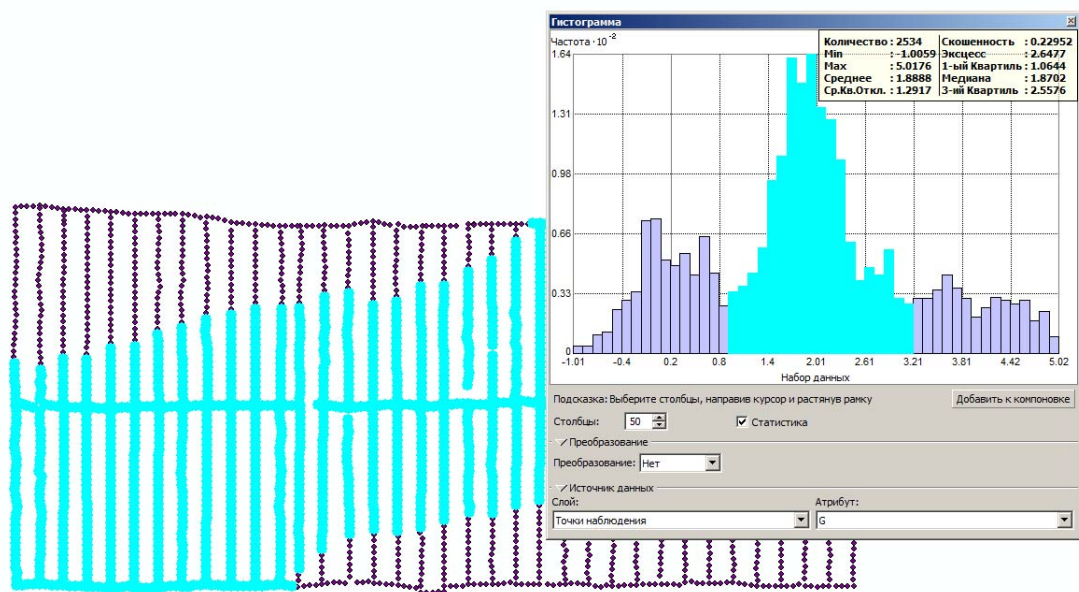 Гистограмма
Частота · 10⁻²
Количество : 2534 Скошенность : 0.22952
Min : -1.0059 Эксцесс : 2.6477
Max : 5.0176 1-ый Квартиль : 1.0644
Среднее : 1.8888 Медиана : 1.8702
Ср.Кв.Откл. : 1.2917 3-ий Квартиль : 2.5576
1.64
1.31
0.98
0.66
0.33
0
-1.01 -0.4 0.2 0.8 1.4 2.01 2.61 3.21 3.81 4.42 5.02
Набор данных
Подсказка: Выберите столбцы, направив курсор и растянув рамку
Добавить к компоновке
Столбцы: 50 Статистика
Преобразование
Преобразование: Нет
Источник данных
Слой: Атрибут:
Точки наблюдения G